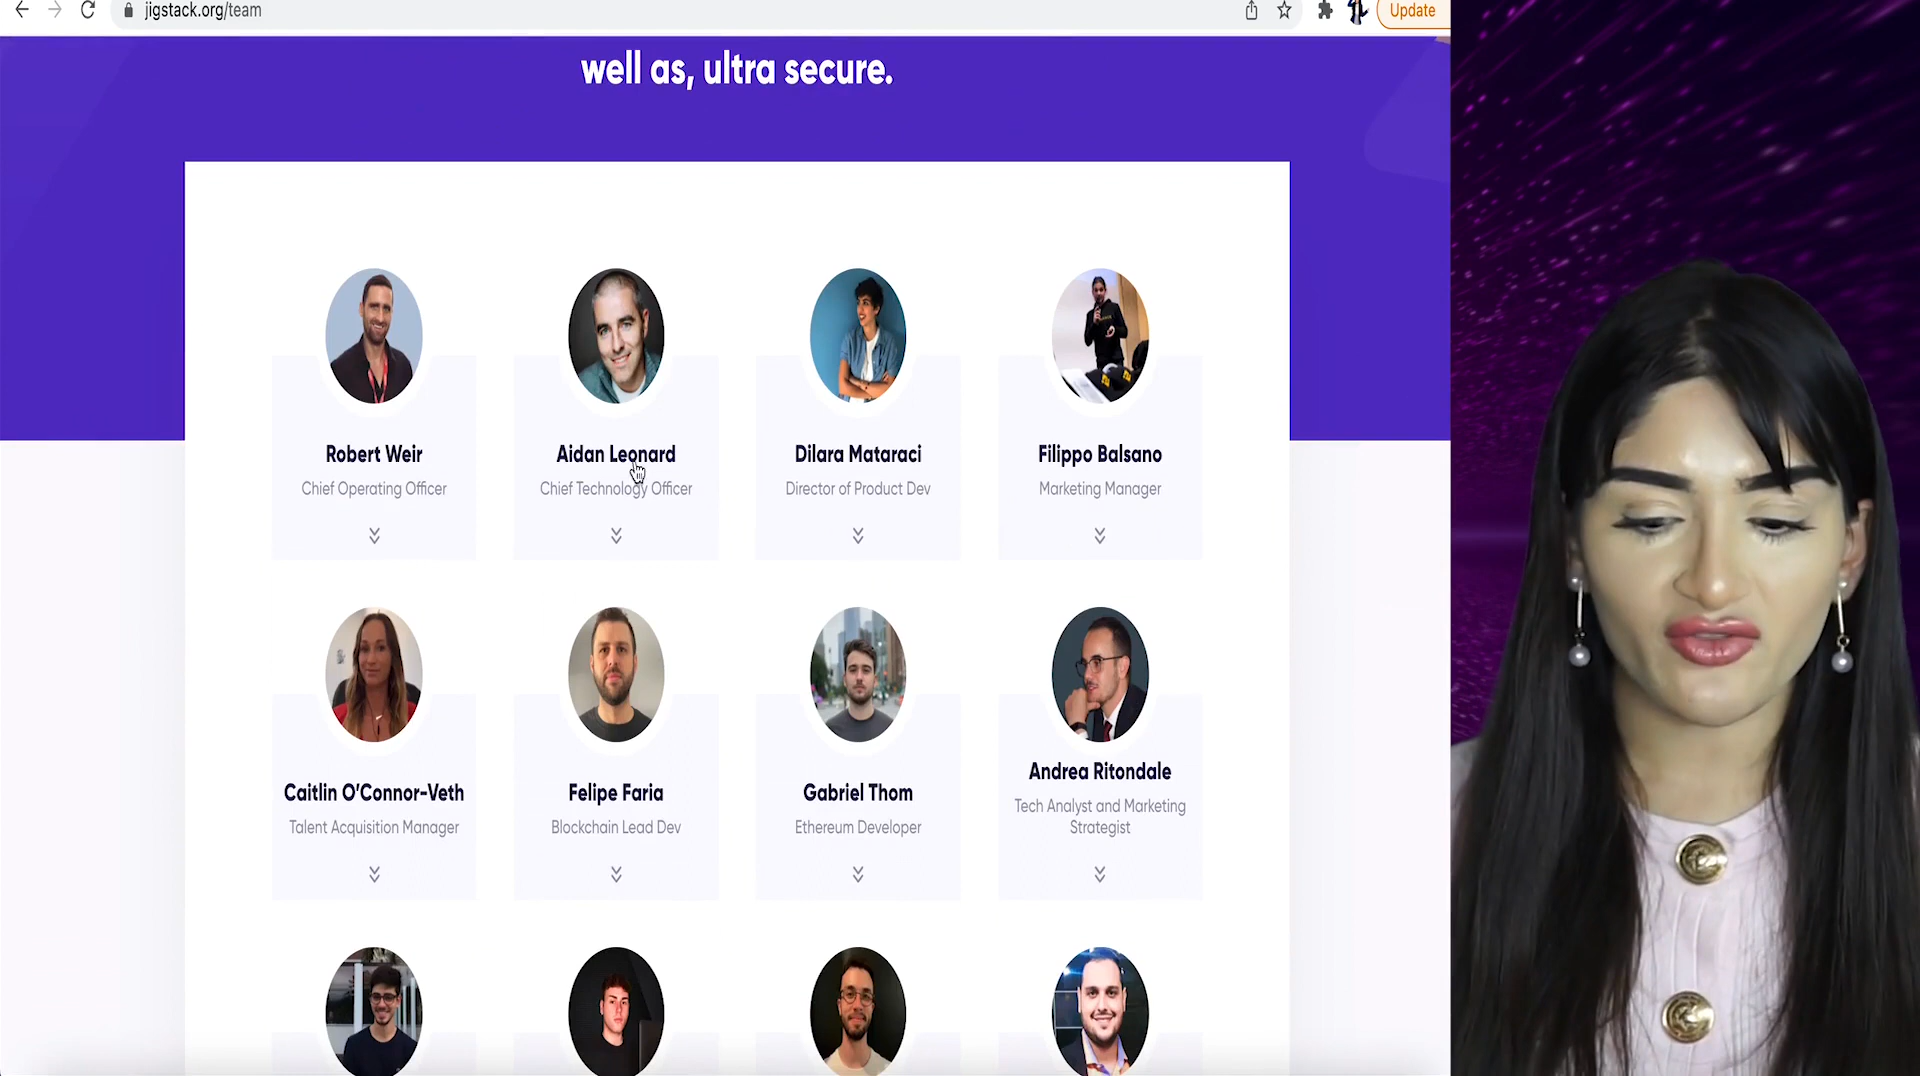 jigstack.org/team
Update
well as, ultra secure.
Robert Weir
Chief Operating Officer
Aidan Leonard
Chief Technology Officer
Dilara Mataraci
Director of Product Dev
Filippo Balsano
Marketing Manager
Caitlin O'Connor-Veth
Talent Acquisition Manager
Felipe Faria
Blockchain Lead Dev
Gabriel Thom
Ethereum Developer
Andrea Ritondale
Tech Analyst and Marketing
Strategist